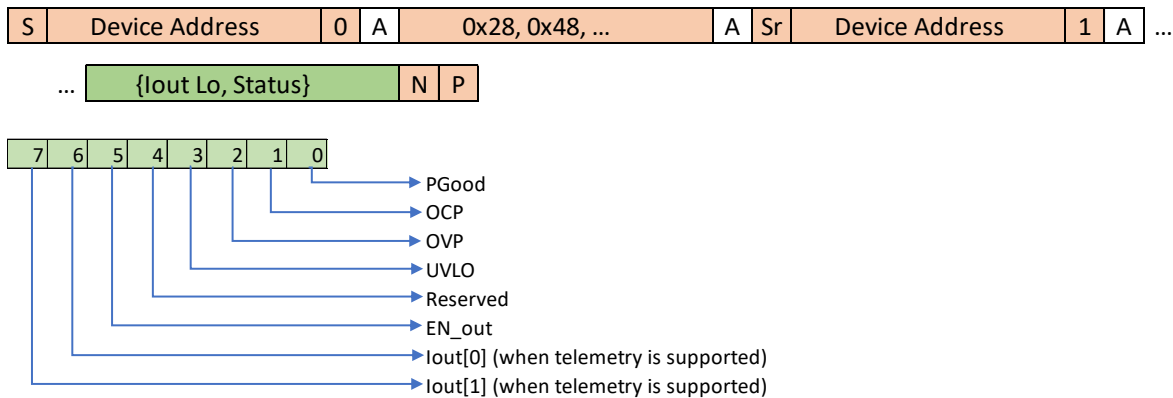 S Device Address 0 A 0x28, 0x48, … A Sr Device Address 1 A …
… {Iout Lo, Status} N P
7 6 5 4 3 2 1 0
PGood
OCP
OVP
UVLO
Reserved
EN_out
Iout[0] (when telemetry is supported)
Iout[1] (when telemetry is supported)